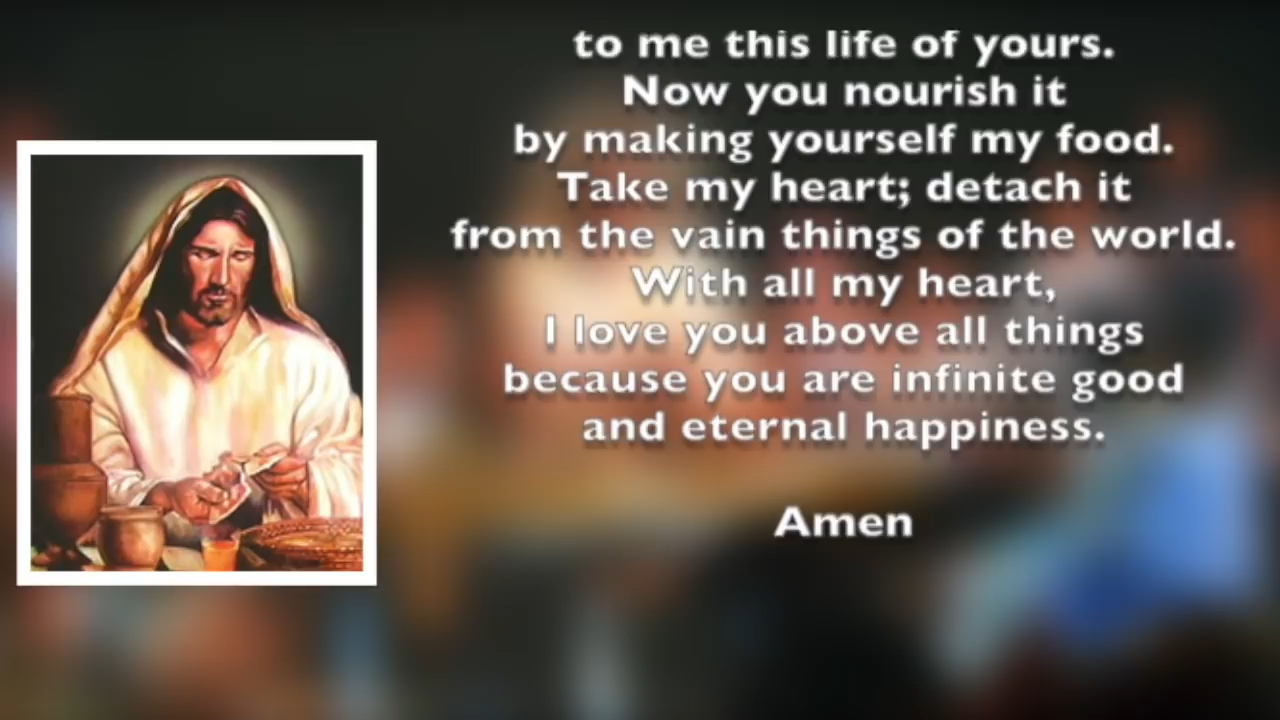 to me this life of yours.
Now you nourish it
by making yourself my food.
Take my heart; detach it
from the vain things of the world.
With all my heart,
I love you above all things
because you are infinite good
and eternal happiness.
Amen